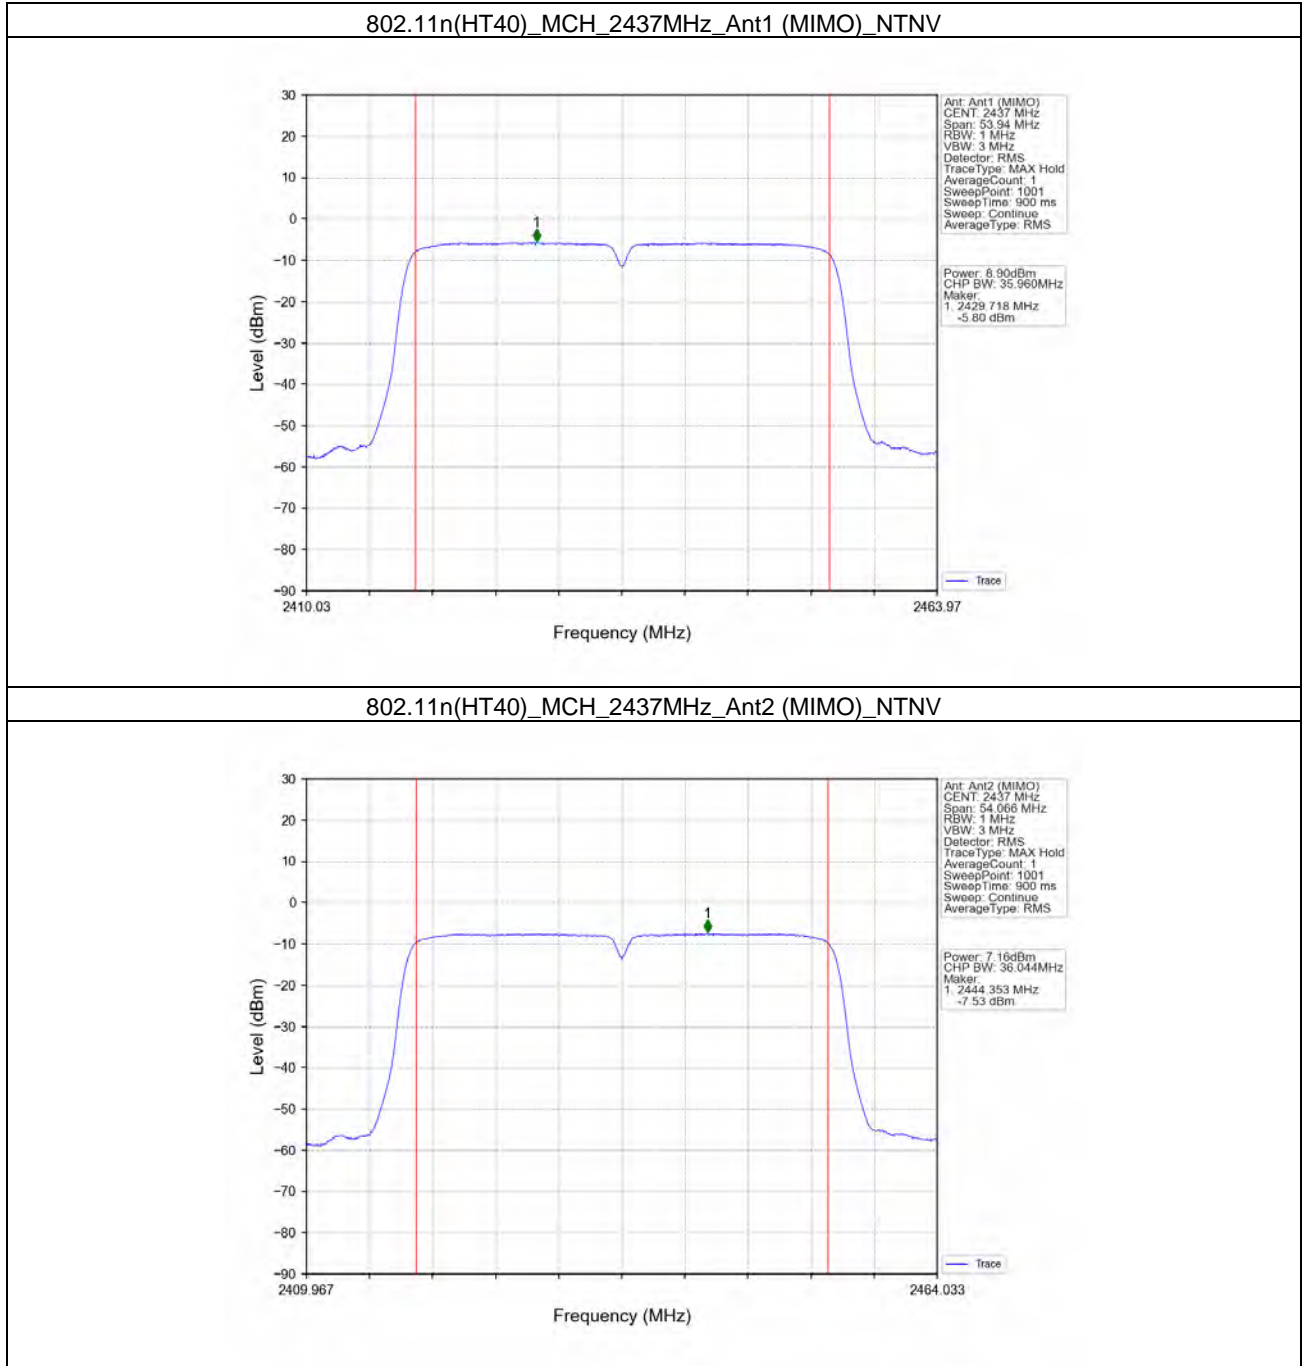 802.11n(HT40)_MCH_2437MHz_Ant1 (MIMO)_NTNV
30
20
10
0
−10
−20
−30
−40
−50
−60
−70
−80
−90
Level (dBm)
1
2410.03
2463.97
Frequency (MHz)
Ant: Ant1 (MIMO)
CENT: 2437 MHz
Span: 53.94 MHz
RBW: 1 MHz
VBW: 3 MHz
Detector: RMS
TraceType: MAX Hold
AverageCount: 1
SweepPoint: 1001
SweepTime: 900 ms
Sweep: Continue
AverageType: RMS
Power: 8.90dBm
CHP BW: 35.960MHz
Maker:
1. 2429.718 MHz
-5.80 dBm
Trace
802.11n(HT40)_MCH_2437MHz_Ant2 (MIMO)_NTNV
30
20
10
0
−10
−20
−30
−40
−50
−60
−70
−80
−90
Level (dBm)
1
2409.967
2464.033
Frequency (MHz)
Ant: Ant2 (MIMO)
CENT: 2437 MHz
Span: 54.066 MHz
RBW: 1 MHz
VBW: 3 MHz
Detector: RMS
TraceType: MAX Hold
AverageCount: 1
SweepPoint: 1001
SweepTime: 900 ms
Sweep: Continue
AverageType: RMS
Power: 7.16dBm
CHP BW: 36.044MHz
Maker:
1. 2444.353 MHz
-7.53 dBm
Trace